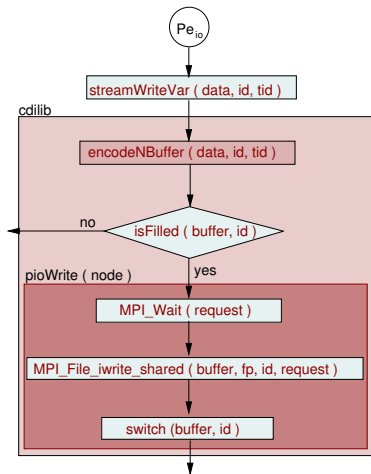 Pe io
streamWriteVar ( data, id, tid )
cdilib
encodeNBuffer ( data, id, tid )
no
isFilled ( buffer, id )
yes
pioWrite ( node )
MPI_Wait ( request )
MPI_File_iwrite_shared ( buffer, fp, id, request )
switch (buffer, id )